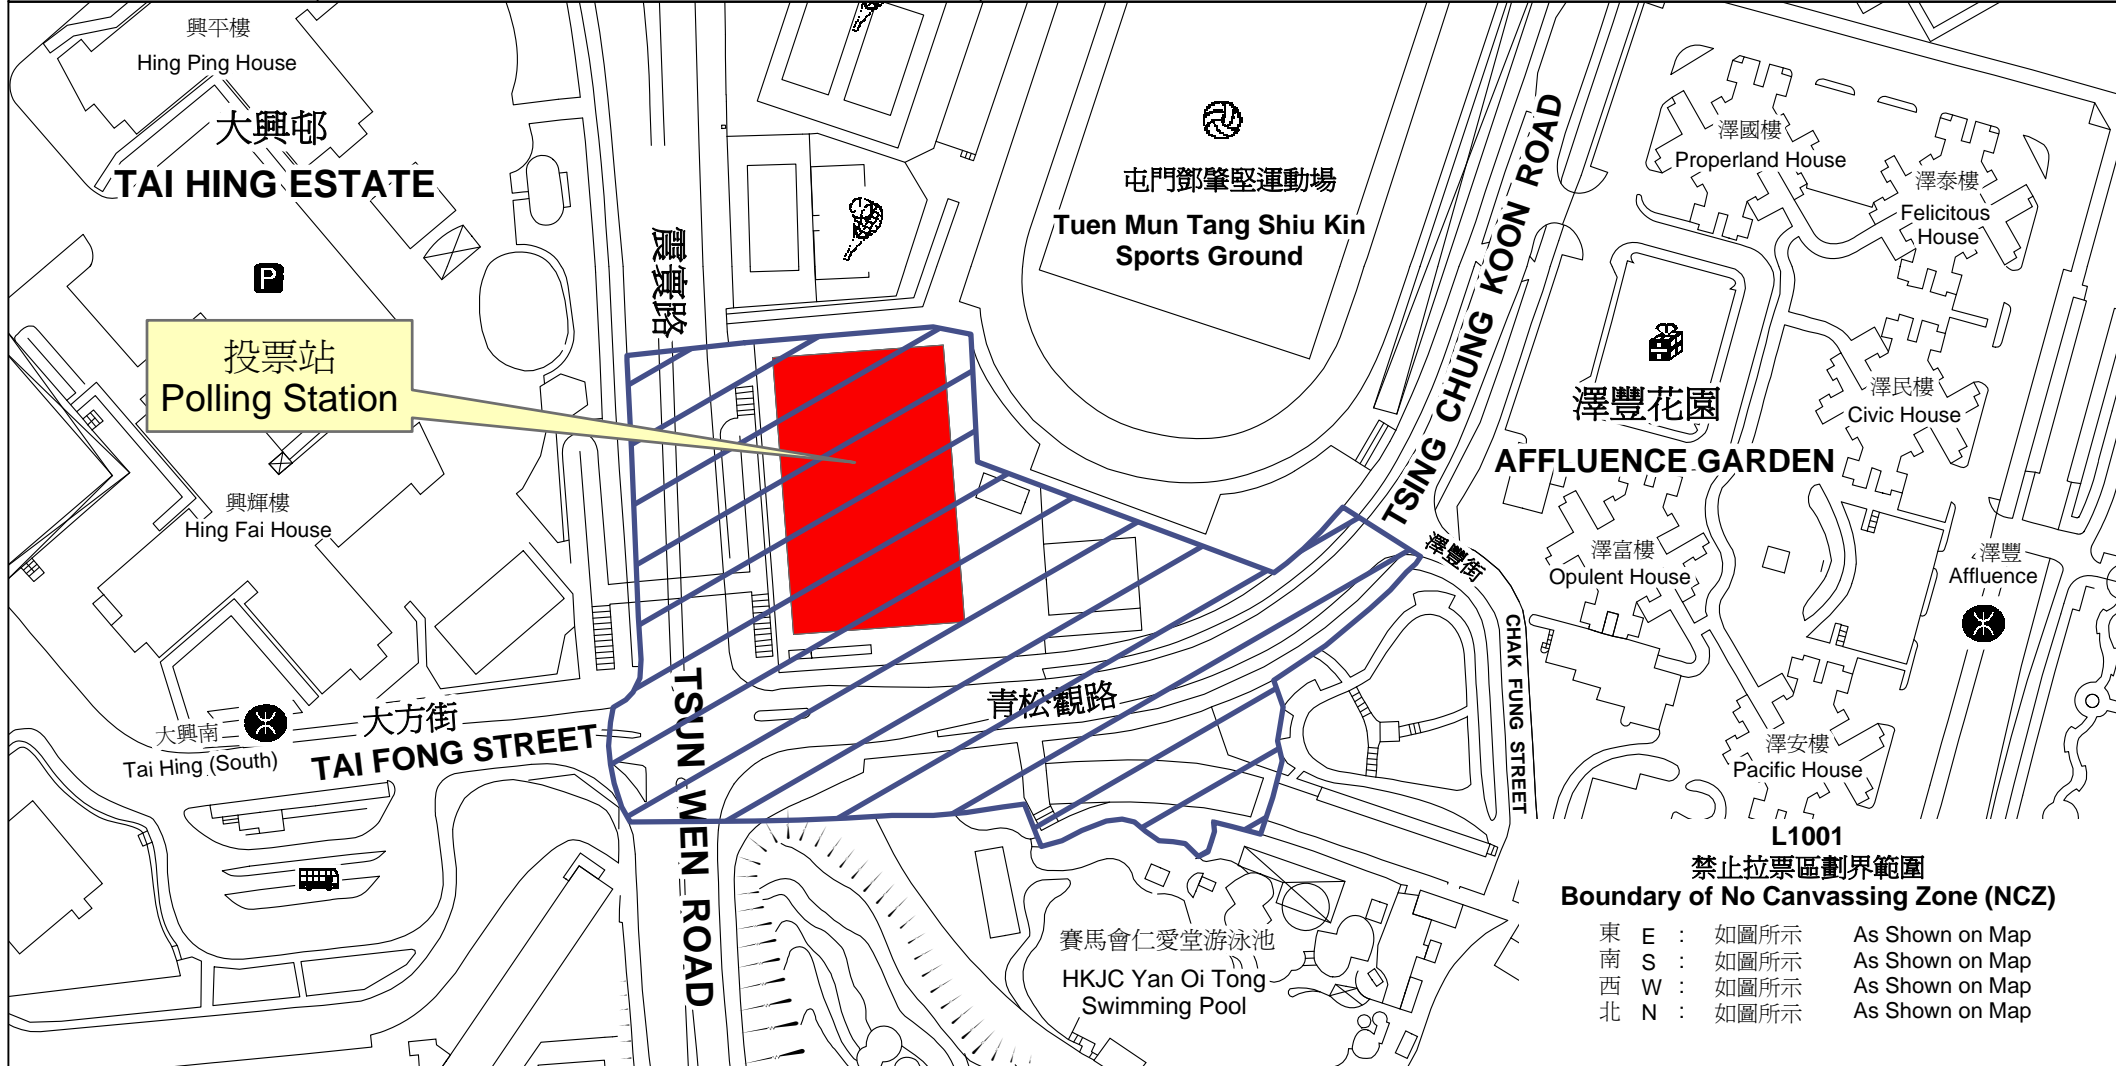 興平樓
Hing Ping House
大興邨
TAI HING ESTATE
P
投票站
Polling Station
興輝樓
Hing Fai House
大興南
Tai Hing (South)
大方街
TAI FONG STREET
震寰路
TSUN WEN ROAD
屯門鄧肇堅運動場
Tuen Mun Tang Shiu Kin
Sports Ground
青松觀路
TSING CHUNG KOON ROAD
澤豐街
CHAK FUNG STREET
賽馬會仁愛堂游泳池
HKJC Yan Oi Tong
Swimming Pool
澤國樓
Properland House
澤泰樓
Felicitous
House
澤豐花園
AFFLUENCE GARDEN
澤民樓
Civic House
澤富樓
Opulent House
澤豐
Affluence
澤安樓
Pacific House
L1001
禁止拉票區劃界範圍
Boundary of No Canvassing Zone (NCZ)
東 E : 如圖所示 As Shown on Map
南 S : 如圖所示 As Shown on Map
西 W : 如圖所示 As Shown on Map
北 N : 如圖所示 As Shown on Map